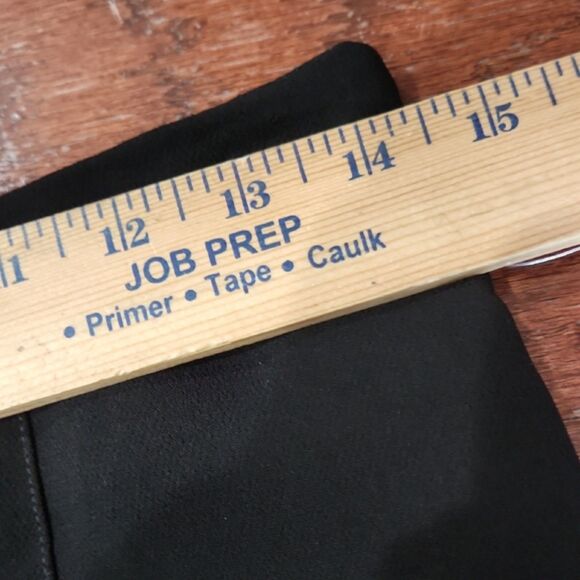 11 12 13 14 15
JOB PREP
• Primer • Tape • Caulk